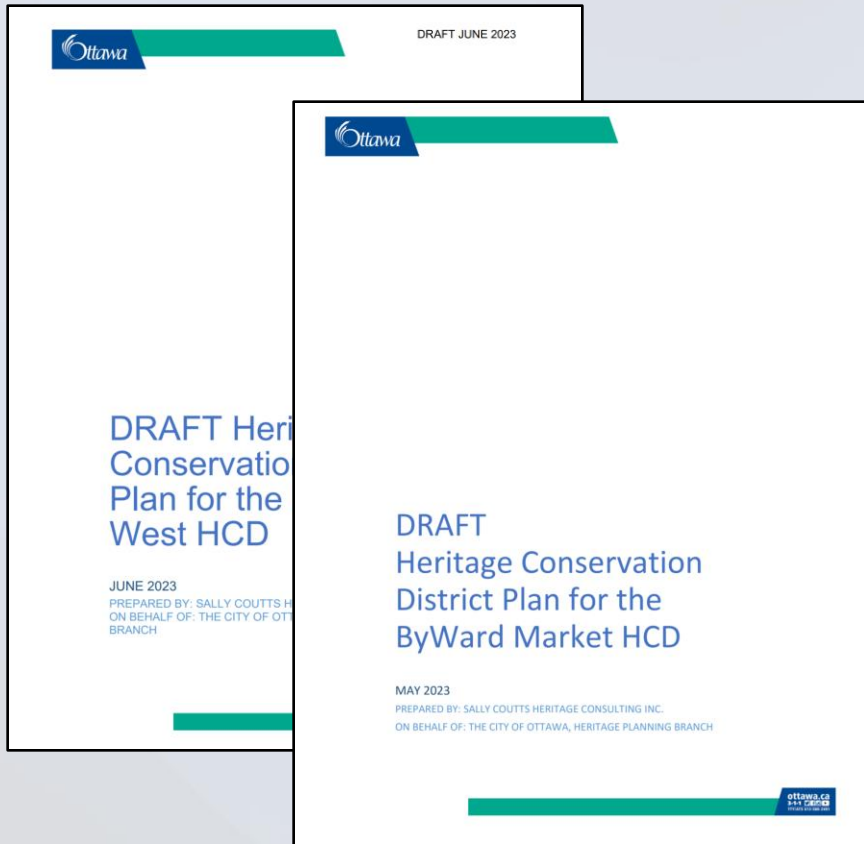 Ottawa
DRAFT JUNE 2023
DRAFT Heri
Conservatio
Plan for the
West HCD
JUNE 2023
PREPARED BY: SALLY COUTTS H
ON BEHALF OF: THE CITY OF OTT
BRANCH
Ottawa
DRAFT
Heritage Conservation
District Plan for the
ByWard Market HCD
MAY 2023
PREPARED BY: SALLY COUTTS HERITAGE CONSULTING INC.
ON BEHALF OF: THE CITY OF OTTAWA, HERITAGE PLANNING BRANCH
ottawa.ca
3-1-1